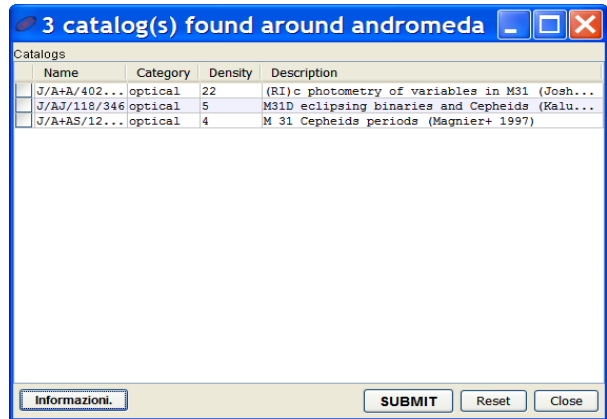 3 catalog(s) found around andromeda
Catalogs
Name Category Density Description
J/A+A/402... optical 22 (RI)c photometry of variables in M31 (Josh...
J/AJ/118/346 optical 5 M31D eclipsing binaries and Cepheids (Kalu...
J/A+AS/12... optical 4 M 31 Cepheids periods (Magnier+ 1997)
Informazioni. SUBMIT Reset Close